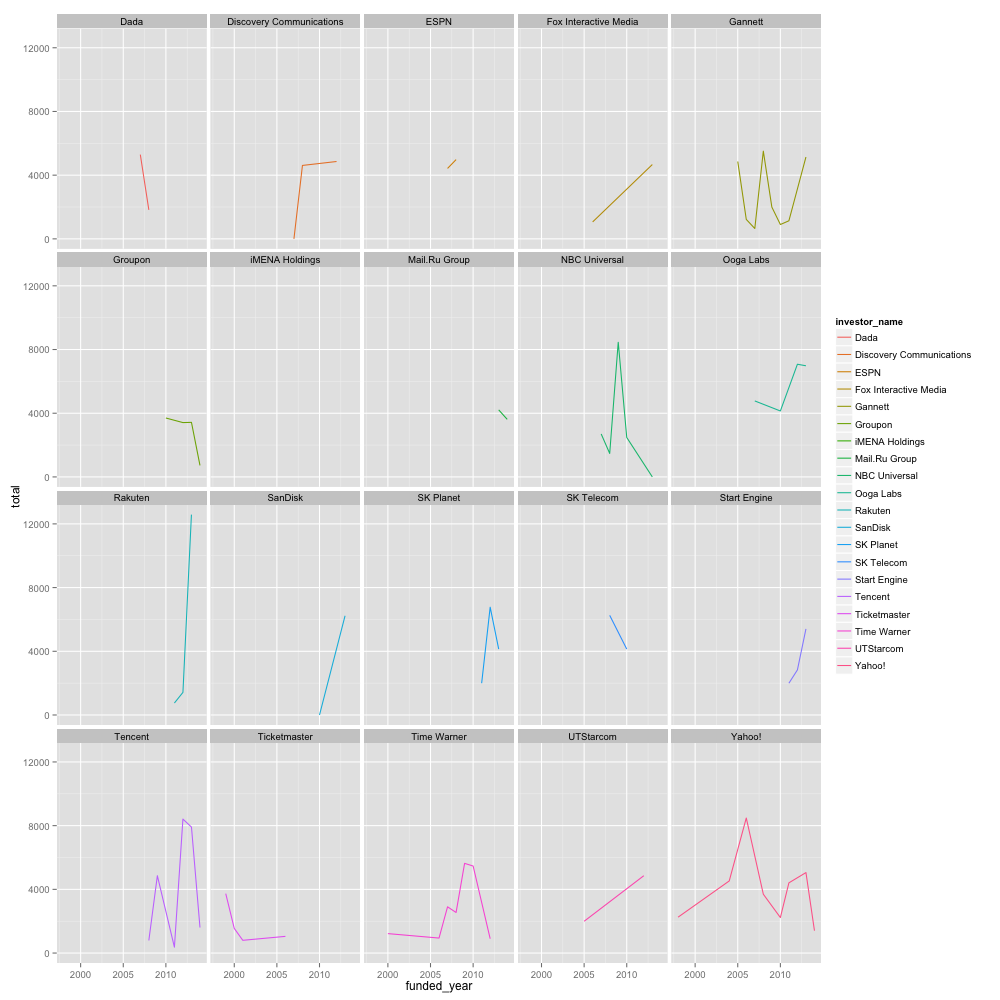 Dada Discovery Communications ESPN Fox Interactive Media Gannett
12000
8000
4000
0
Groupon iMENA Holdings Mail.Ru Group NBC Universal Ooga Labs
12000
8000
4000
0
Rakuten SanDisk SK Planet SK Telecom Start Engine
12000
8000
4000
0
Tencent Ticketmaster Time Warner UTStarcom Yahoo!
12000
8000
4000
0
2000 2005 2010 2000 2005 2010 2000 2005 2010 2000 2005 2010 2000 2005 2010
funded_year
total
investor_name
Dada
Discovery Communications
ESPN
Fox Interactive Media
Gannett
Groupon
iMENA Holdings
Mail.Ru Group
NBC Universal
Ooga Labs
Rakuten
SanDisk
SK Planet
SK Telecom
Start Engine
Tencent
Ticketmaster
Time Warner
UTStarcom
Yahoo!